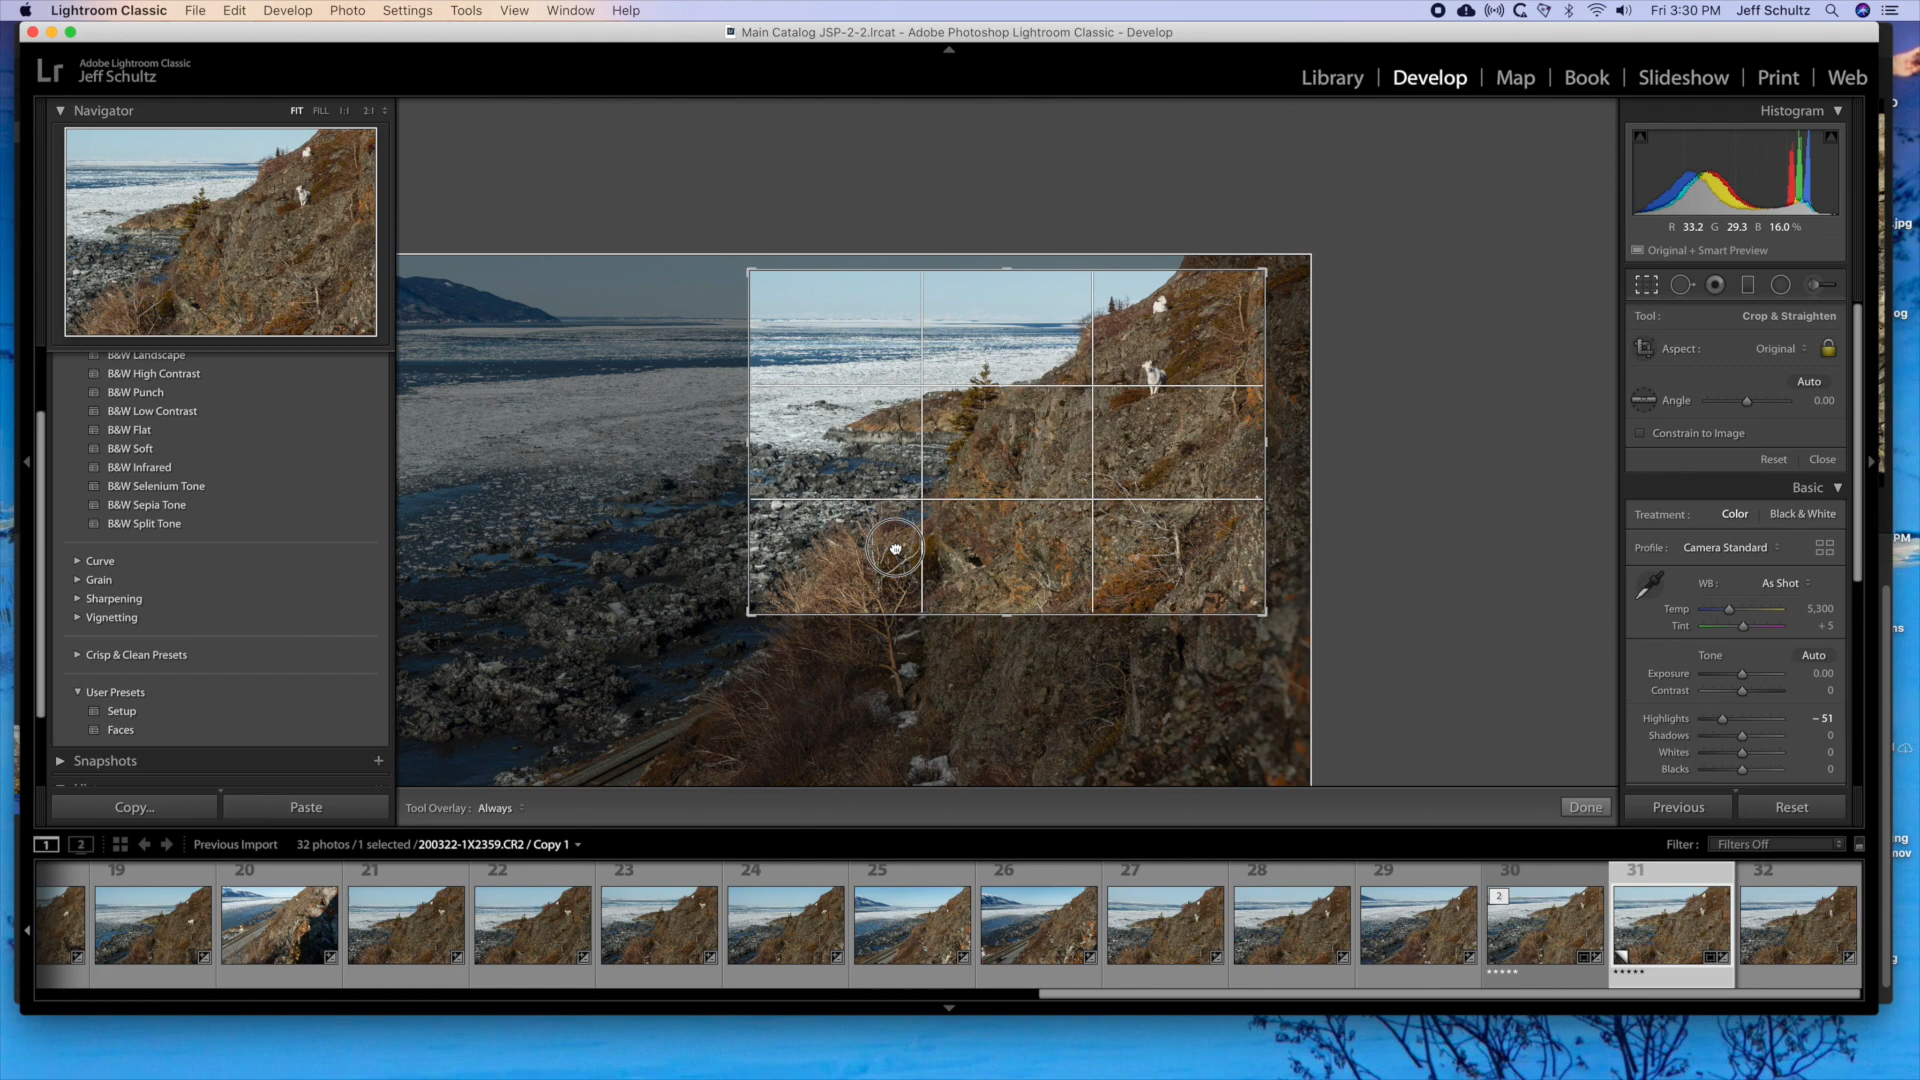 Lightroom Classic File Edit Develop Photo Settings Tools View Window Help Fri 3:30 PM Jeff Schultz
Main Catalog JSP-2-2.lrcat - Adobe Photoshop Lightroom Classic - Develop
Lr Adobe Lightroom Classic
Jeff Schultz
Library | Develop | Map | Book | Slideshow | Print | Web
Navigator FIT FILL 1:1 2:1
B&W Landscape
B&W High Contrast
B&W Punch
B&W Low Contrast
B&W Flat
B&W Soft
B&W Infrared
B&W Selenium Tone
B&W Sepia Tone
B&W Split Tone
Curve
Grain
Sharpening
Vignetting
Crisp & Clean Presets
User Presets
Setup
Faces
Snapshots +
Copy... Paste
Tool Overlay : Always
Done
Histogram
R 33.2 G 29.3 B 16.0 %
Original + Smart Preview
Tool : Crop & Straighten
Aspect : Original
Auto
Angle 0.00
Constrain to Image
Reset Close
Basic
Treatment : Color Black & White
Profile : Camera Standard
WB : As Shot
Temp 5,300
Tint + 5
Tone Auto
Exposure 0.00
Contrast 0
Highlights – 51
Shadows 0
Whites 0
Blacks 0
Previous Reset
1 2 Previous Import 32 photos / 1 selected / 200322-1X2359.CR2 / Copy 1 Filter : Filters Off
19 20 21 22 23 24 25 26 27 28 29 30 31 32
2
.jpg
og
PM
ns
ing
mov
g